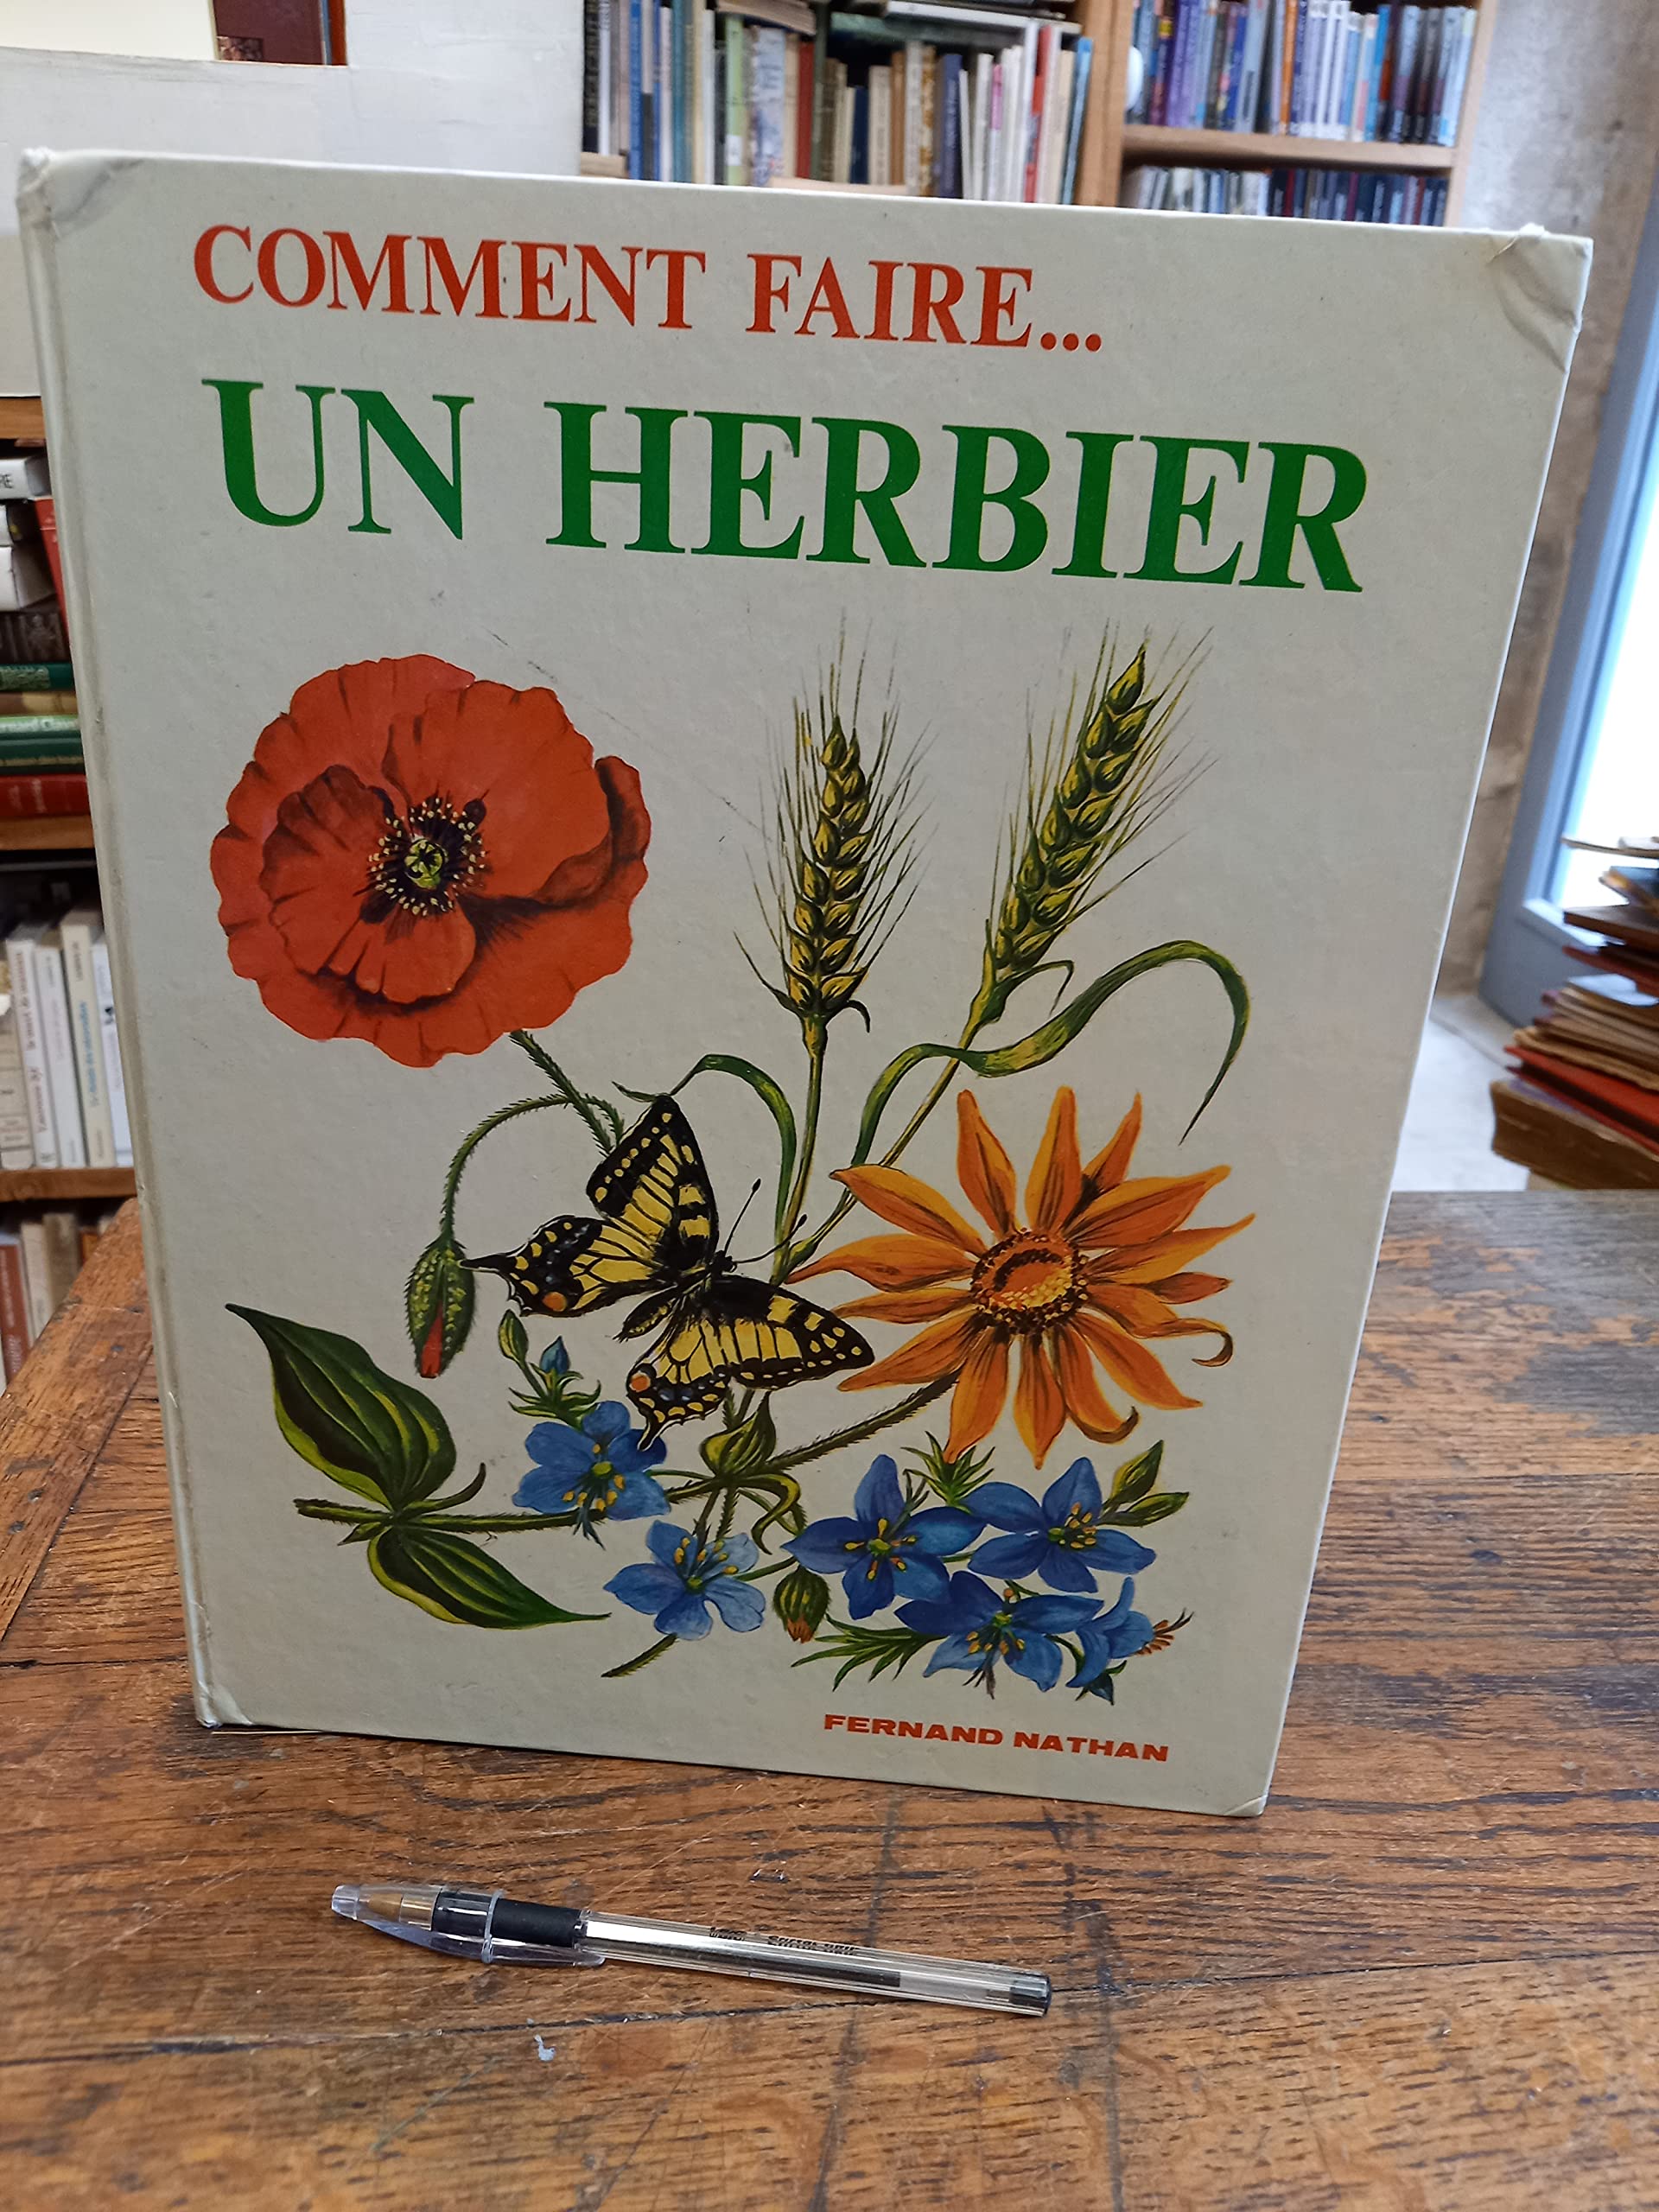 COMMENT FAIRE...
UN HERBIER
FERNAND NATHAN